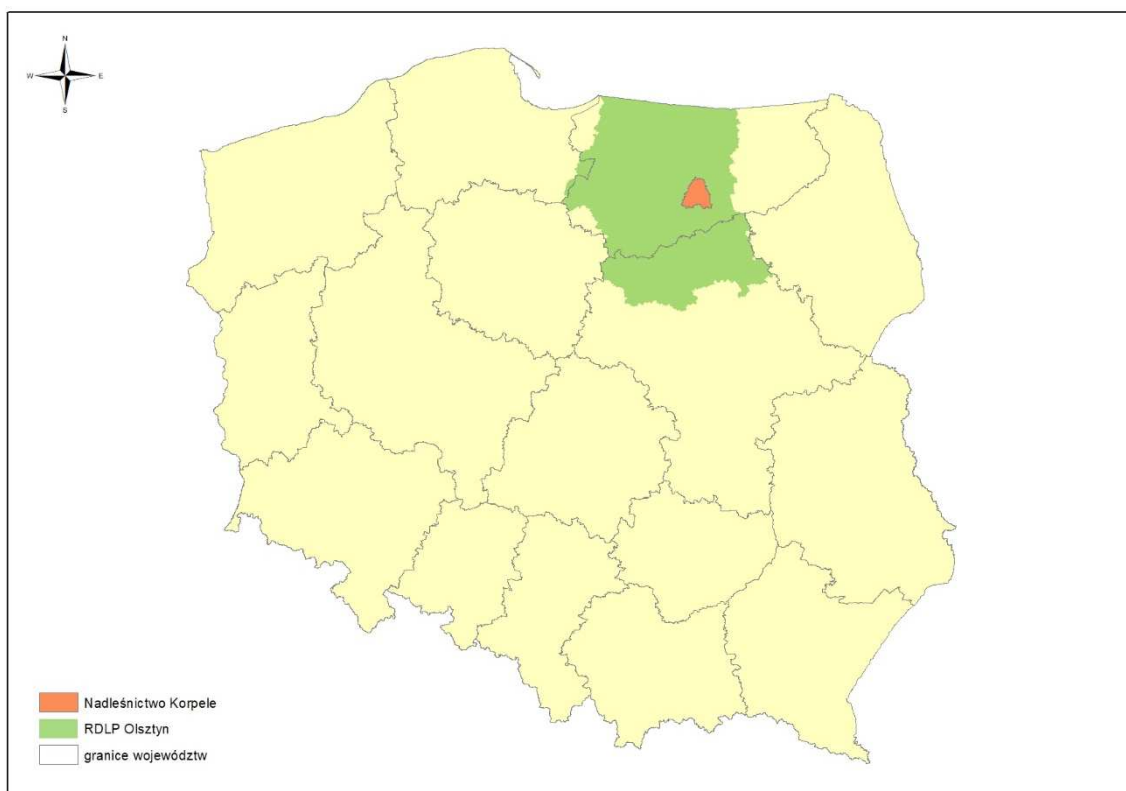 N
W E
S
Nadleśnictwo Korpele
RDLP Olsztyn
granice województw